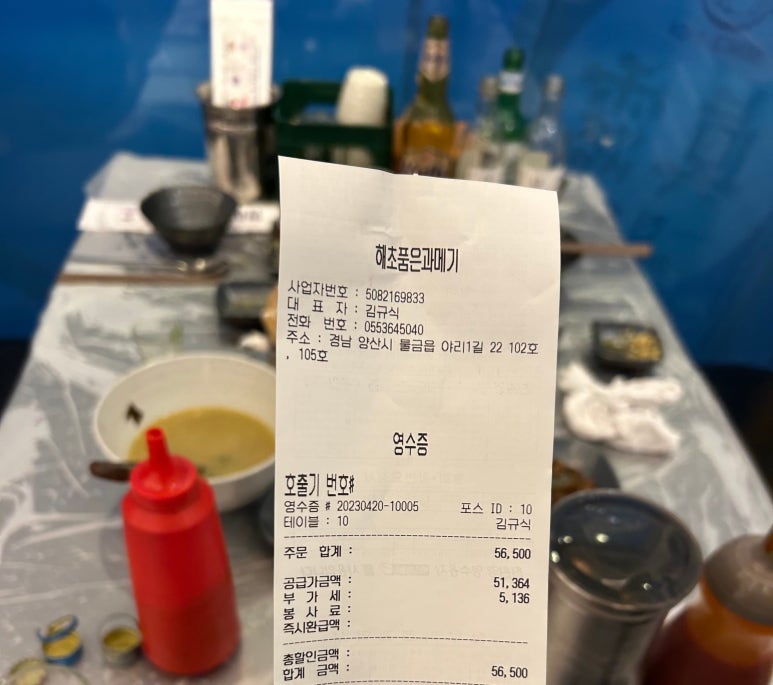 해초품은과메기
사업자번호 : 5082169833
대 표 자 : 김규식
전화 번호 : 0553645040
주소 : 경남 양산시 물금읍 야리1길 22 102호
, 105호
영수증
호출기 번호#
영수증 # 20230420-10005 포스 ID : 10
테이블 : 10 김규식
주문 합계 : 56,500
공급가금액 : 51,364
부 가 세 : 5,136
봉 사 료 :
즉시환급액 :
총할인금액 :
합계 금액 : 56,500